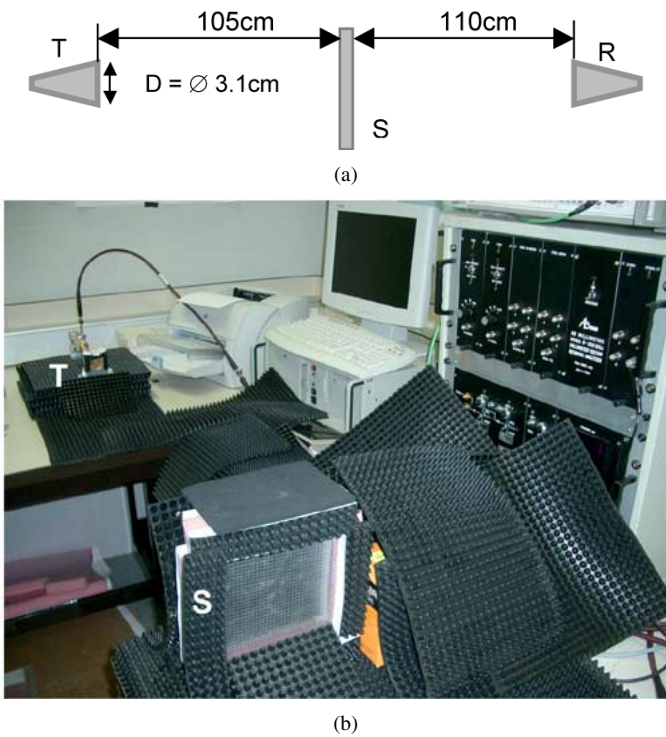 105cm
110cm
T
R
D = ∅ 3.1cm
S
(a)
T
S
(b)